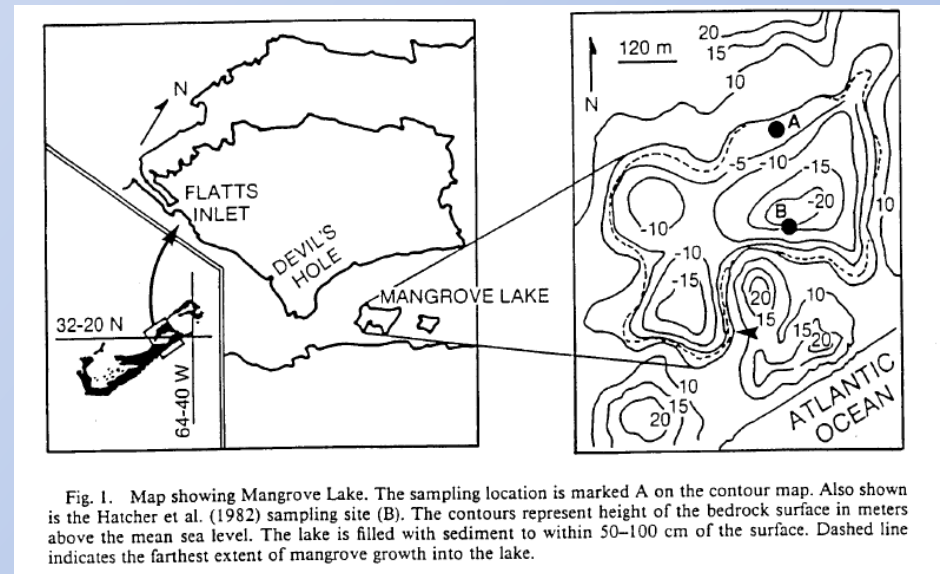 N
FLATTS
INLET
DEVIL'S
HOLE
MANGROVE LAKE
32-20 N
64-40 W
120 m
N
20
15
10
A
-5
-10
-15
B
-20
10
-10
-10
-15
20
15
10
15
20
10
15
20
ATLANTIC
OCEAN
Fig. 1. Map showing Mangrove Lake. The sampling location is marked A on the contour map. Also shown
is the Hatcher et al. (1982) sampling site (B). The contours represent height of the bedrock surface in meters
above the mean sea level. The lake is filled with sediment to within 50–100 cm of the surface. Dashed line
indicates the farthest extent of mangrove growth into the lake.